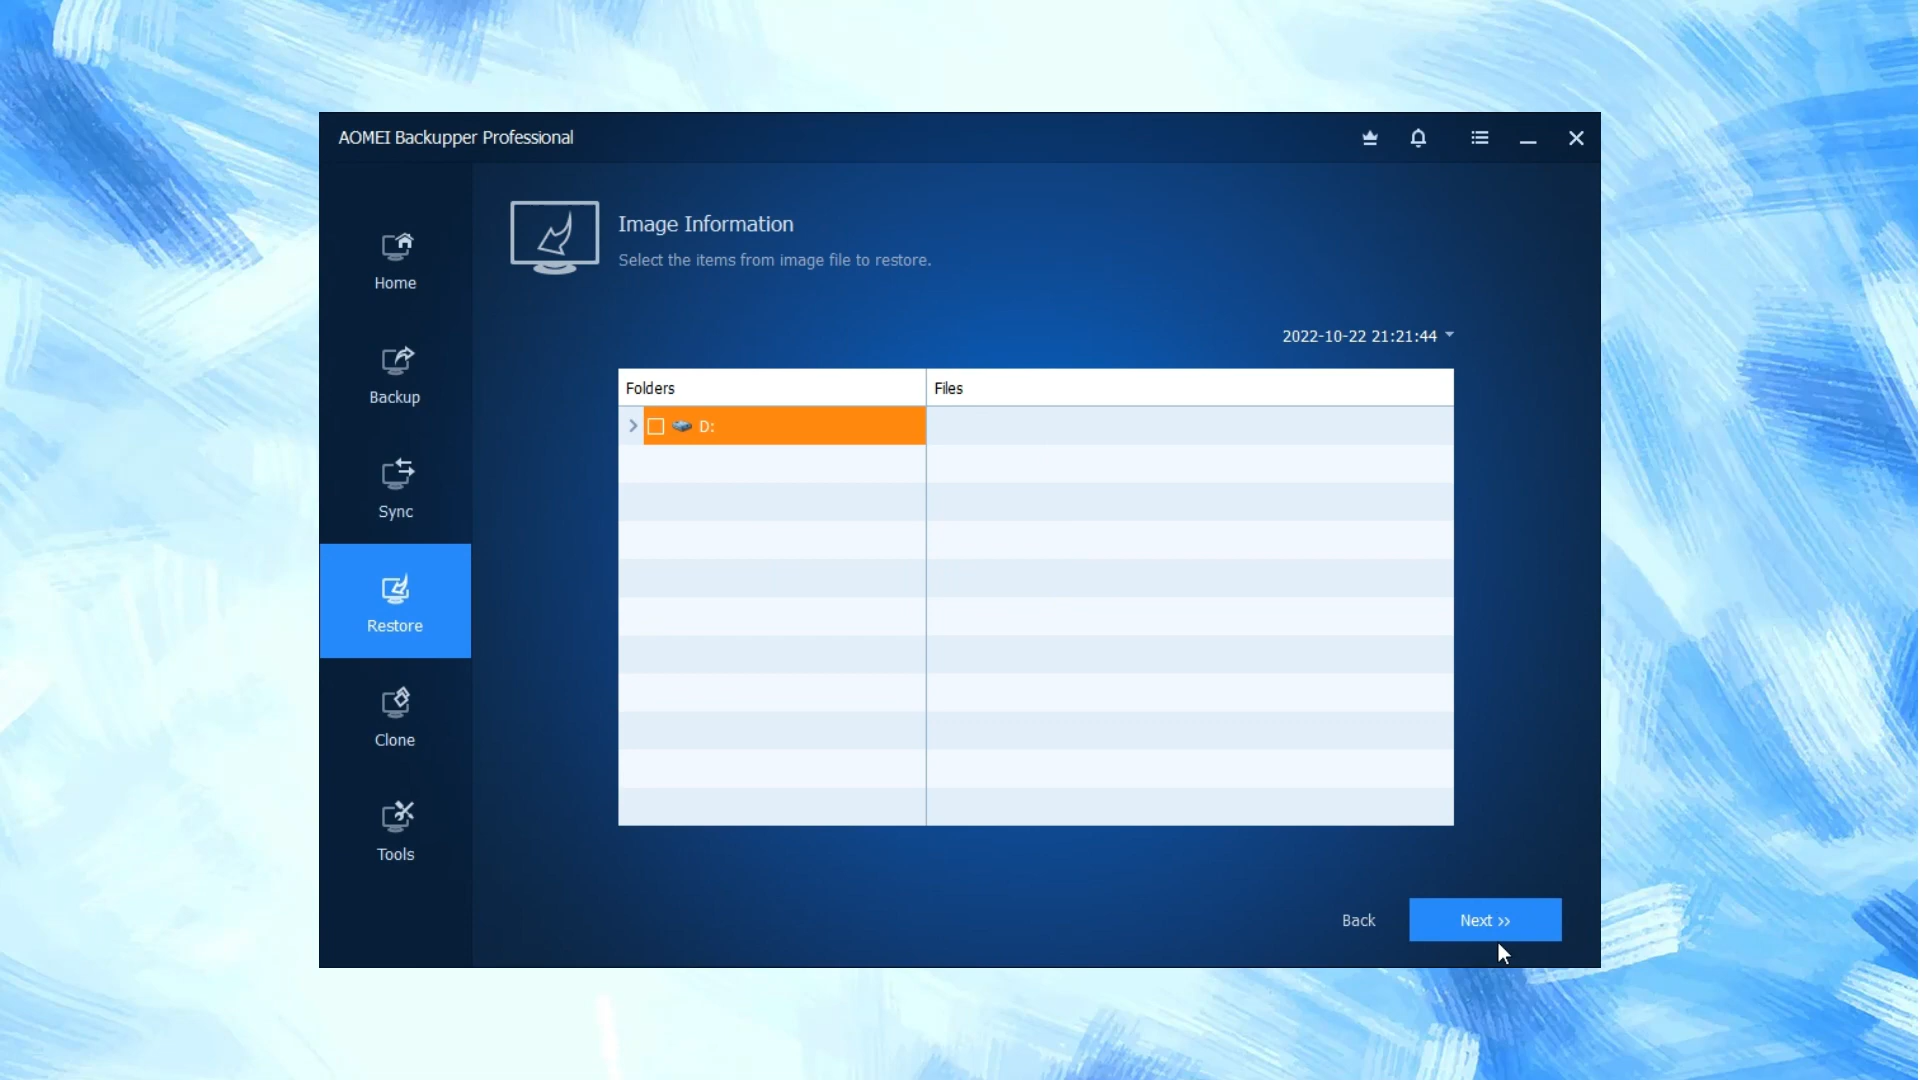 AOMEI Backupper Professional
Home
Backup
Sync
Restore
Clone
Tools
Image Information
Select the items from image file to restore.
2022-10-22 21:21:44
Folders
Files
D:
Back
Next >>